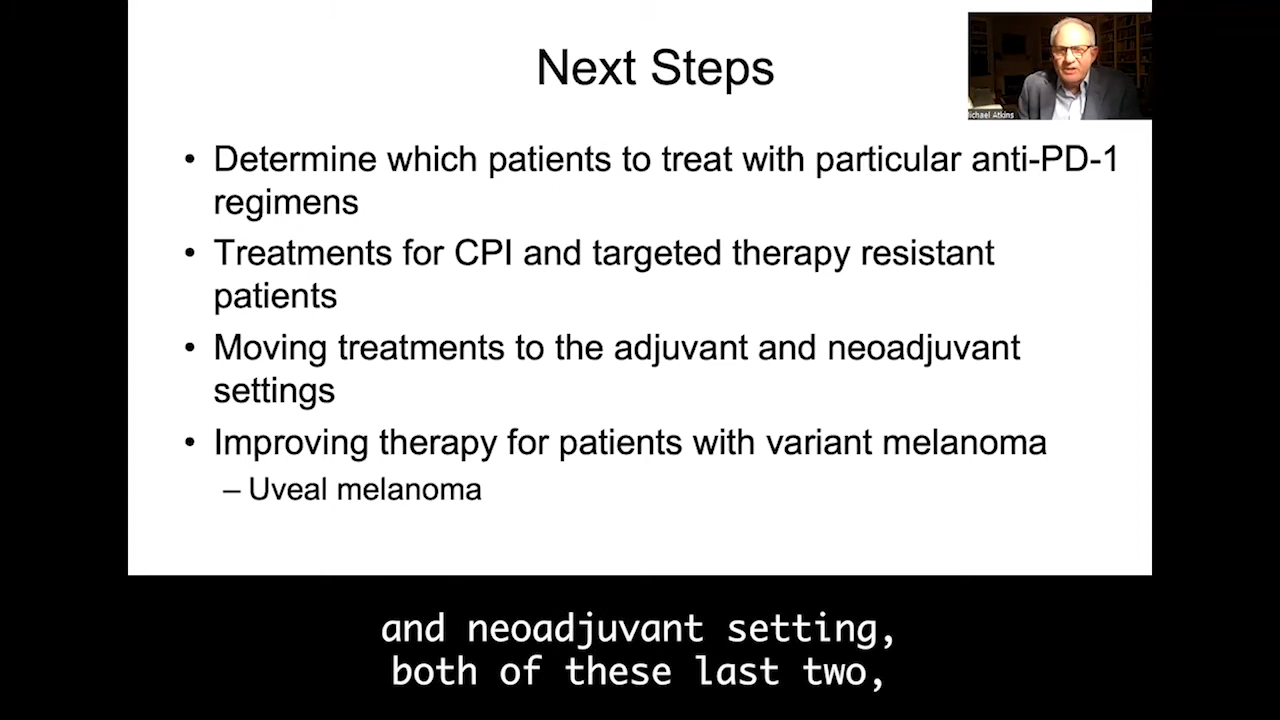 Next Steps
• Determine which patients to treat with particular anti-PD-1
regimens
• Treatments for CPI and targeted therapy resistant
patients
• Moving treatments to the adjuvant and neoadjuvant
settings
• Improving therapy for patients with variant melanoma
– Uveal melanoma
ichael Atkins
and neoadjuvant setting,
both of these last two,